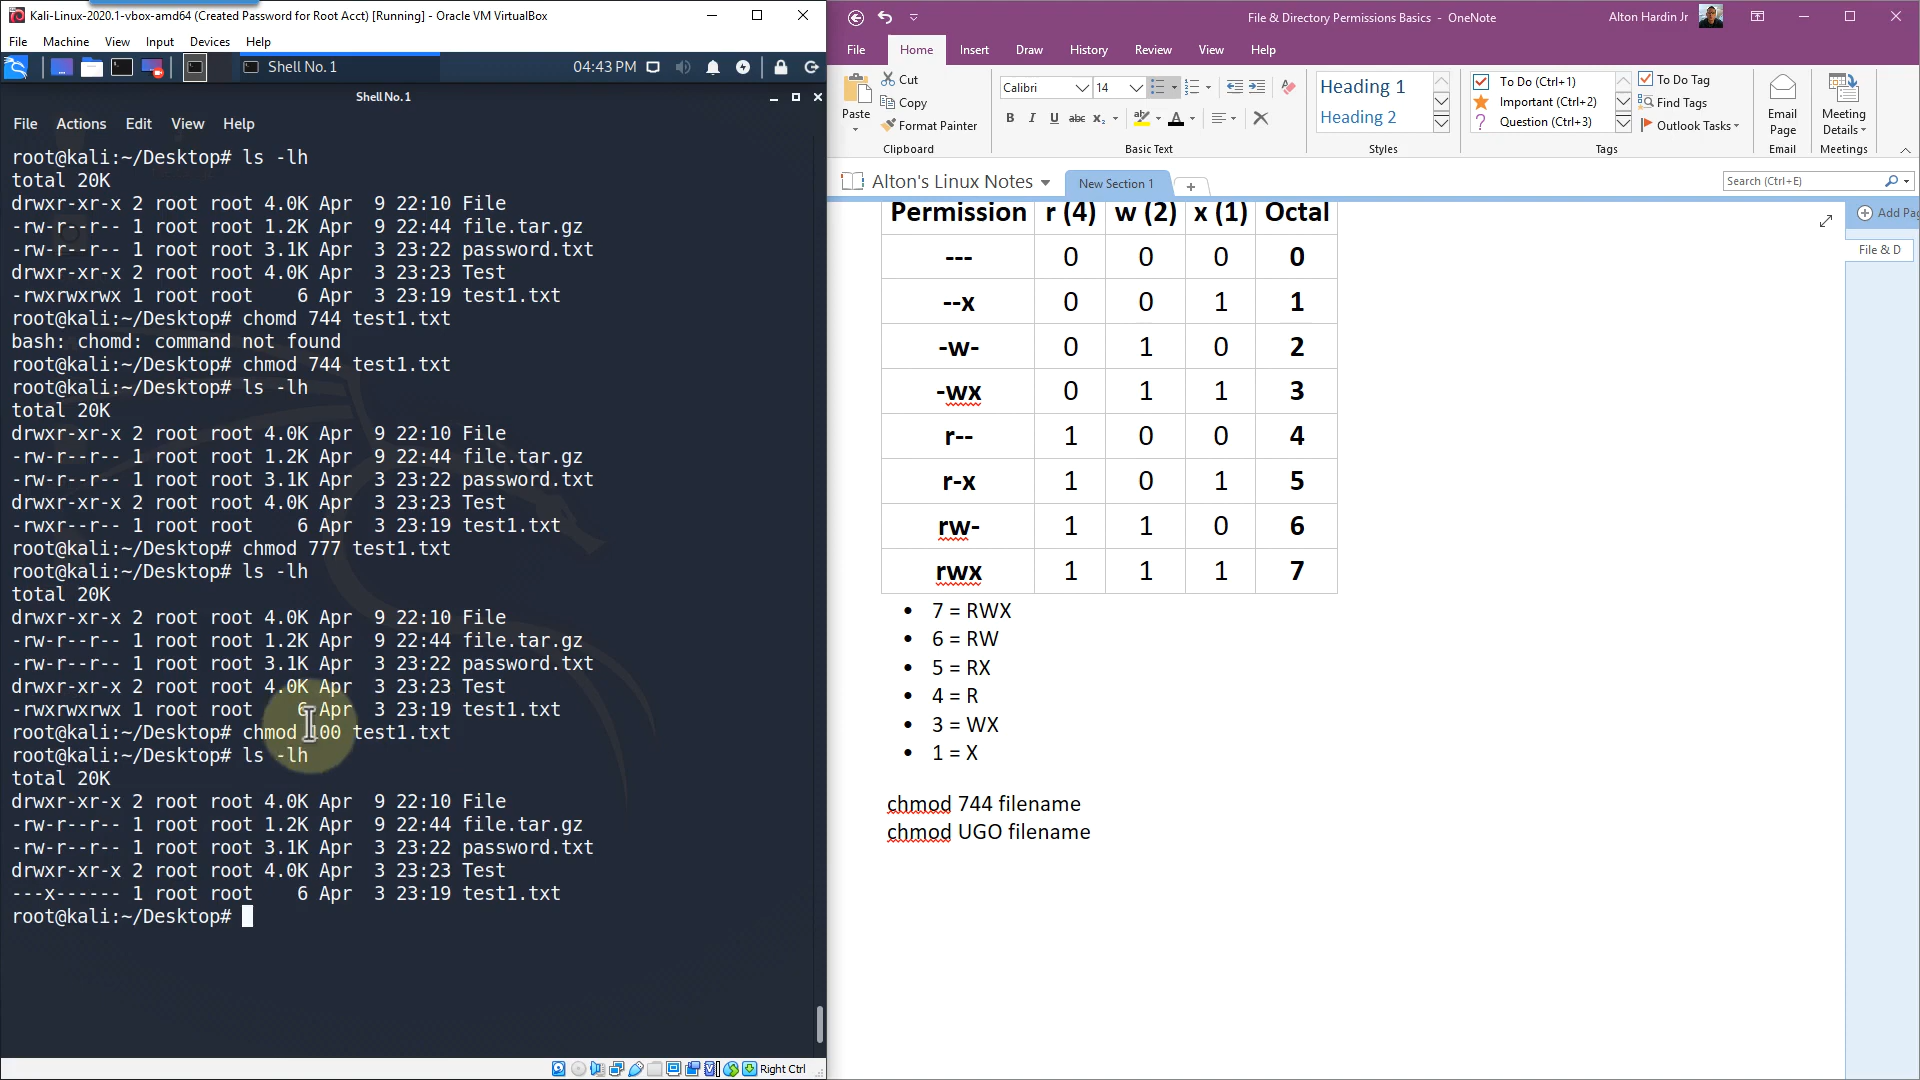 Kali-Linux-2020.1-vbox-amd64 (Created Password for Root Acct) [Running] - Oracle VM VirtualBox
File Machine View Input Devices Help
Shell No. 1
04:43 PM
Shell No. 1
File Actions Edit View Help
root@kali:~/Desktop# ls -lh
total 20K
drwxr-xr-x 2 root root 4.0K Apr  9 22:10 File
-rw-r--r-- 1 root root 1.2K Apr  9 22:44 file.tar.gz
-rw-r--r-- 1 root root 3.1K Apr  3 23:22 password.txt
drwxr-xr-x 2 root root 4.0K Apr  3 23:23 Test
-rwxrwxrwx 1 root root    6 Apr  3 23:19 test1.txt
root@kali:~/Desktop# chomd 744 test1.txt
bash: chomd: command not found
root@kali:~/Desktop# chmod 744 test1.txt
root@kali:~/Desktop# ls -lh
total 20K
drwxr-xr-x 2 root root 4.0K Apr  9 22:10 File
-rw-r--r-- 1 root root 1.2K Apr  9 22:44 file.tar.gz
-rw-r--r-- 1 root root 3.1K Apr  3 23:22 password.txt
drwxr-xr-x 2 root root 4.0K Apr  3 23:23 Test
-rwxr--r-- 1 root root    6 Apr  3 23:19 test1.txt
root@kali:~/Desktop# chmod 777 test1.txt
root@kali:~/Desktop# ls -lh
total 20K
drwxr-xr-x 2 root root 4.0K Apr  9 22:10 File
-rw-r--r-- 1 root root 1.2K Apr  9 22:44 file.tar.gz
-rw-r--r-- 1 root root 3.1K Apr  3 23:22 password.txt
drwxr-xr-x 2 root root 4.0K Apr  3 23:23 Test
-rwxrwxrwx 1 root root    6 Apr  3 23:19 test1.txt
root@kali:~/Desktop# chmod 100 test1.txt
root@kali:~/Desktop# ls -lh
total 20K
drwxr-xr-x 2 root root 4.0K Apr  9 22:10 File
-rw-r--r-- 1 root root 1.2K Apr  9 22:44 file.tar.gz
-rw-r--r-- 1 root root 3.1K Apr  3 23:22 password.txt
drwxr-xr-x 2 root root 4.0K Apr  3 23:23 Test
---x------ 1 root root    6 Apr  3 23:19 test1.txt
root@kali:~/Desktop#
Right Ctrl
File & Directory Permissions Basics - OneNote
Alton Hardin Jr
File Home Insert Draw History Review View Help
Paste
Cut
Copy
Format Painter
Clipboard
Calibri 14
B I U abc X₂ A
Basic Text
Heading 1
Heading 2
Styles
To Do (Ctrl+1)
Important (Ctrl+2)
Question (Ctrl+3)
To Do Tag
Find Tags
Outlook Tasks
Tags
Email Page
Email
Meeting Details
Meetings
Alton's Linux Notes
New Section 1
Search (Ctrl+E)
Add Pag
File & D
Permission r (4) w (2) x (1) Octal
--- 0 0 0 0
--x 0 0 1 1
-w- 0 1 0 2
-wx 0 1 1 3
r-- 1 0 0 4
r-x 1 0 1 5
rw- 1 1 0 6
rwx 1 1 1 7
• 7 = RWX
• 6 = RW
• 5 = RX
• 4 = R
• 3 = WX
• 1 = X
chmod 744 filename
chmod UGO filename